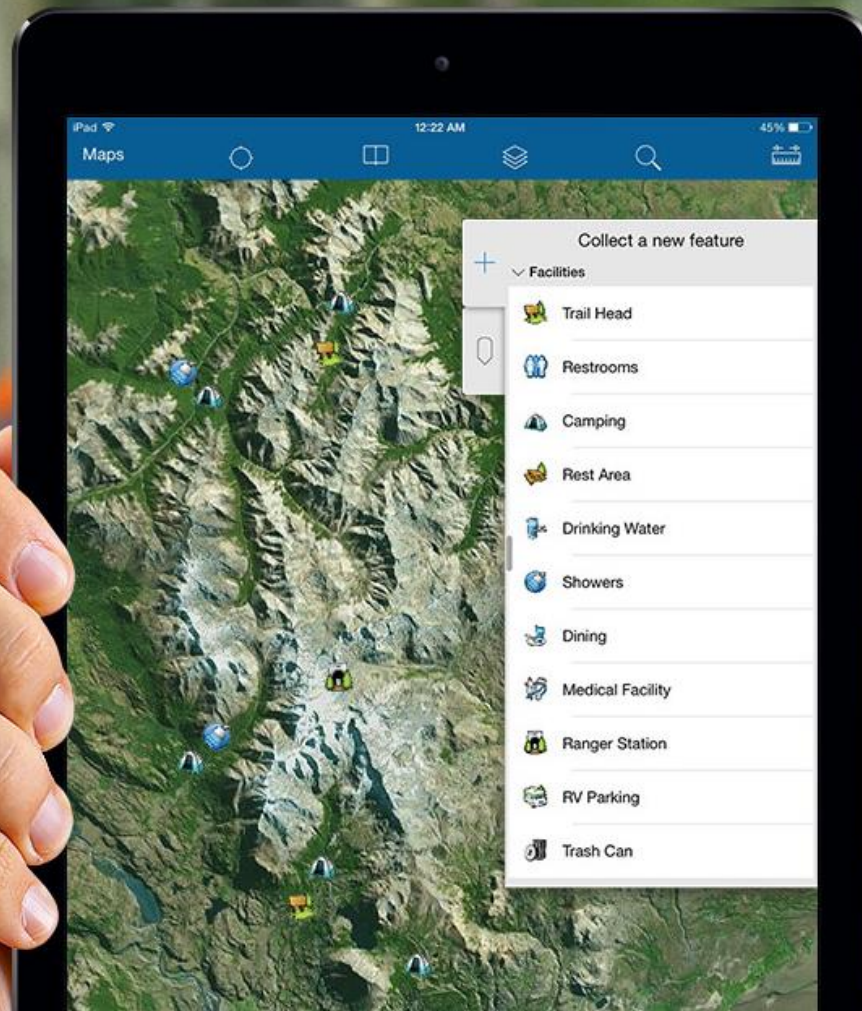 iPad 12:22 AM 45%
Maps
Collect a new feature
Facilities
Trail Head
Restrooms
Camping
Rest Area
Drinking Water
Showers
Dining
Medical Facility
Ranger Station
RV Parking
Trash Can